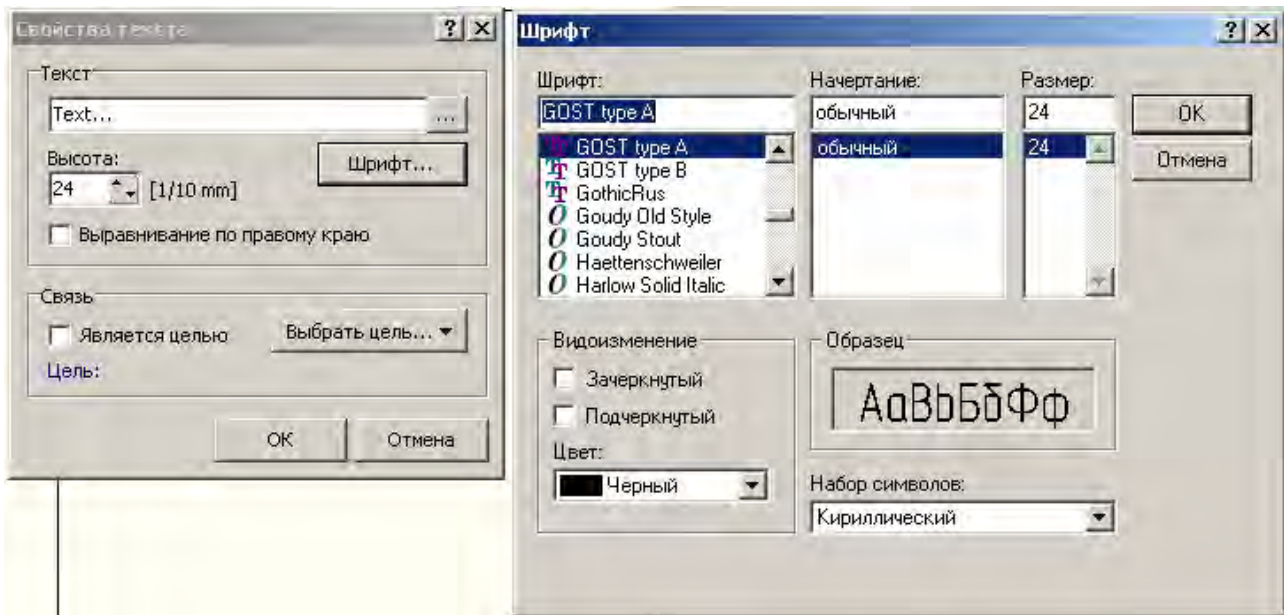 Свойства текста
Текст
Text...
...
Высота:
24
[1/10 mm]
Шрифт...
Выравнивание по правому краю
Связь
Является целью
Выбрать цель...
Цель:
OK
Отмена
Шрифт
Шрифт:
GOST type A
GOST type A
GOST type B
GothicRus
Goudy Old Style
Goudy Stout
Haettenschweiler
Harlow Solid Italic
Начертание:
обычный
обычный
Размер:
24
24
OK
Отмена
Видоизменение
Зачеркнутый
Подчеркнутый
Цвет:
Черный
Образец
АаВbБбФф
Набор символов:
Кириллический